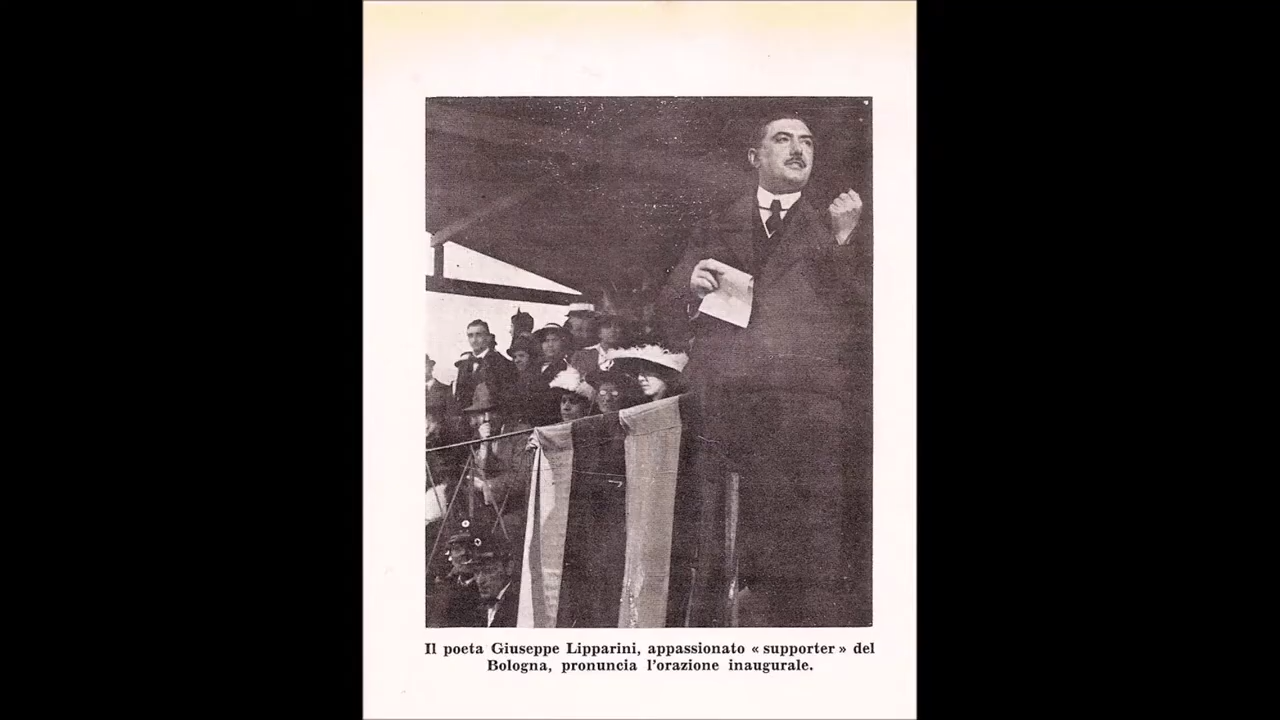 Il poeta Giuseppe Lipparini, appassionato « supporter » del
Bologna, pronuncia l'orazione inaugurale.